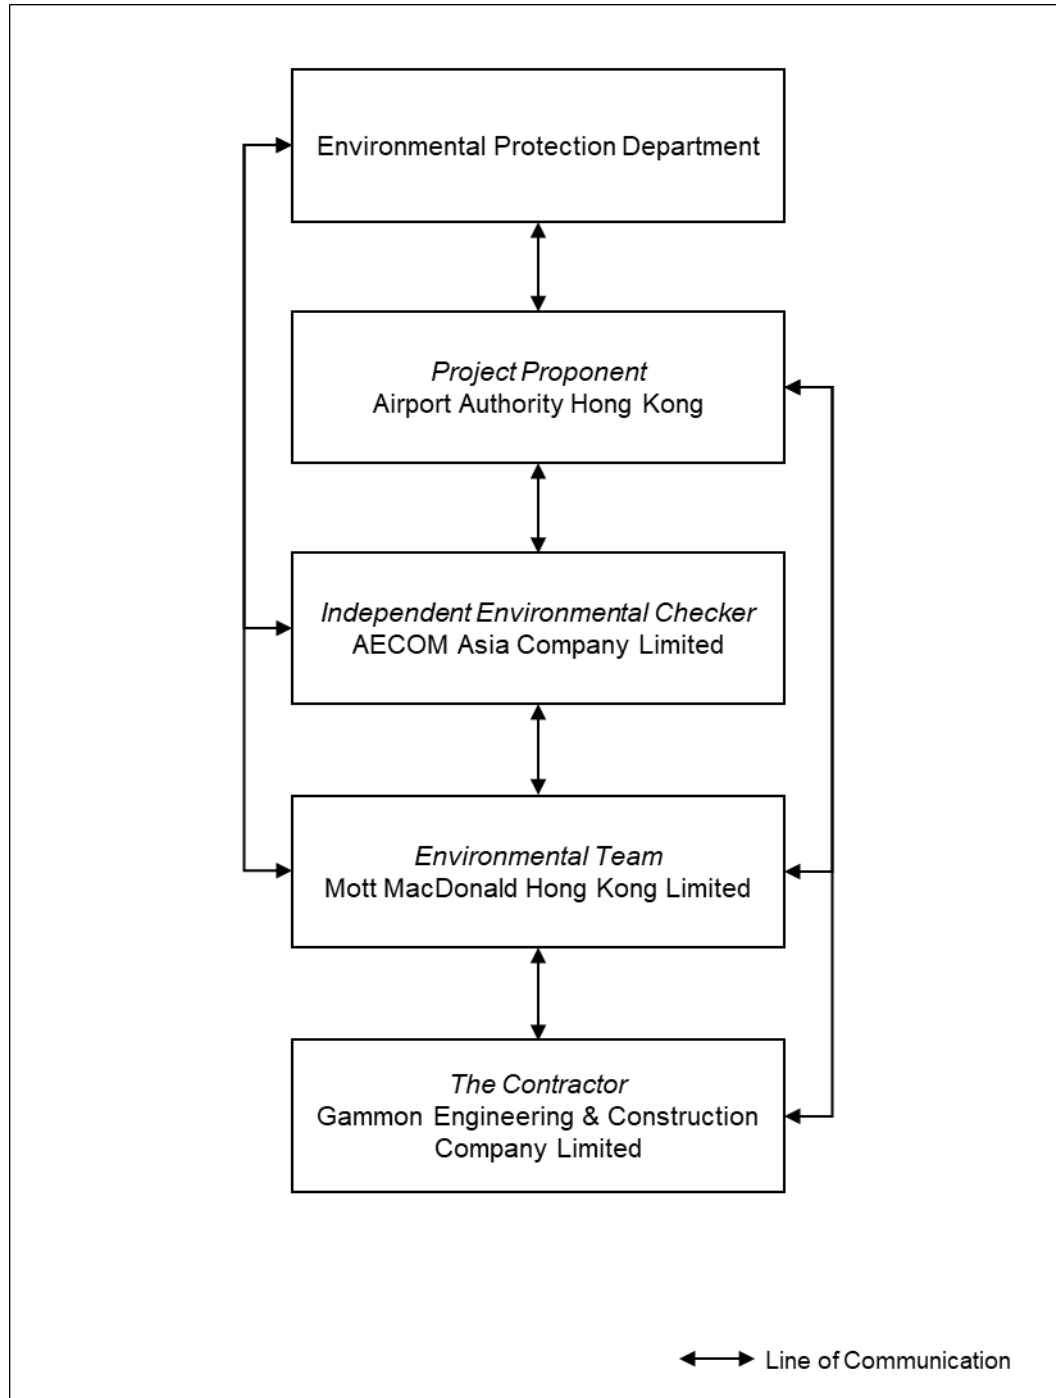 Environmental Protection Department
Project Proponent
Airport Authority Hong Kong
Independent Environmental Checker
AECOM Asia Company Limited
Environmental Team
Mott MacDonald Hong Kong Limited
The Contractor
Gammon Engineering & Construction
Company Limited
Line of Communication